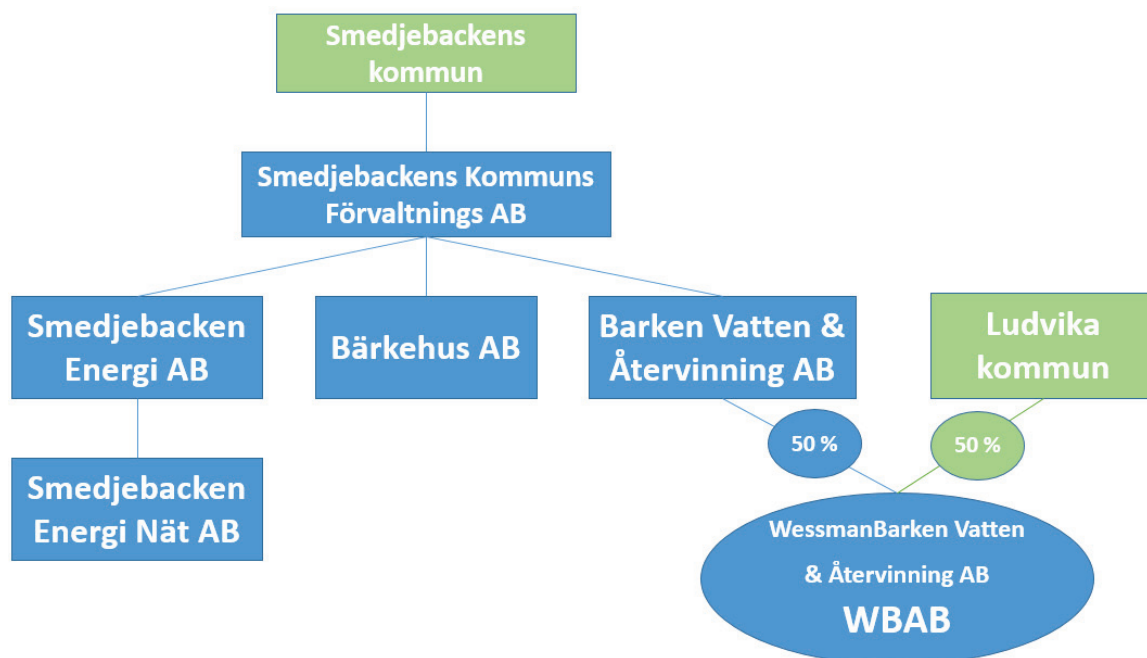 Smedjebackens
kommun
Smedjebackens Kommuns
Förvaltnings AB
Smedjebacken
Energi AB
Bärkehus AB
Barken Vatten &
Återvinning AB
Ludvika
kommun
50 %
50 %
Smedjebacken
Energi Nät AB
WessmanBarken Vatten
& Återvinning AB
WBAB